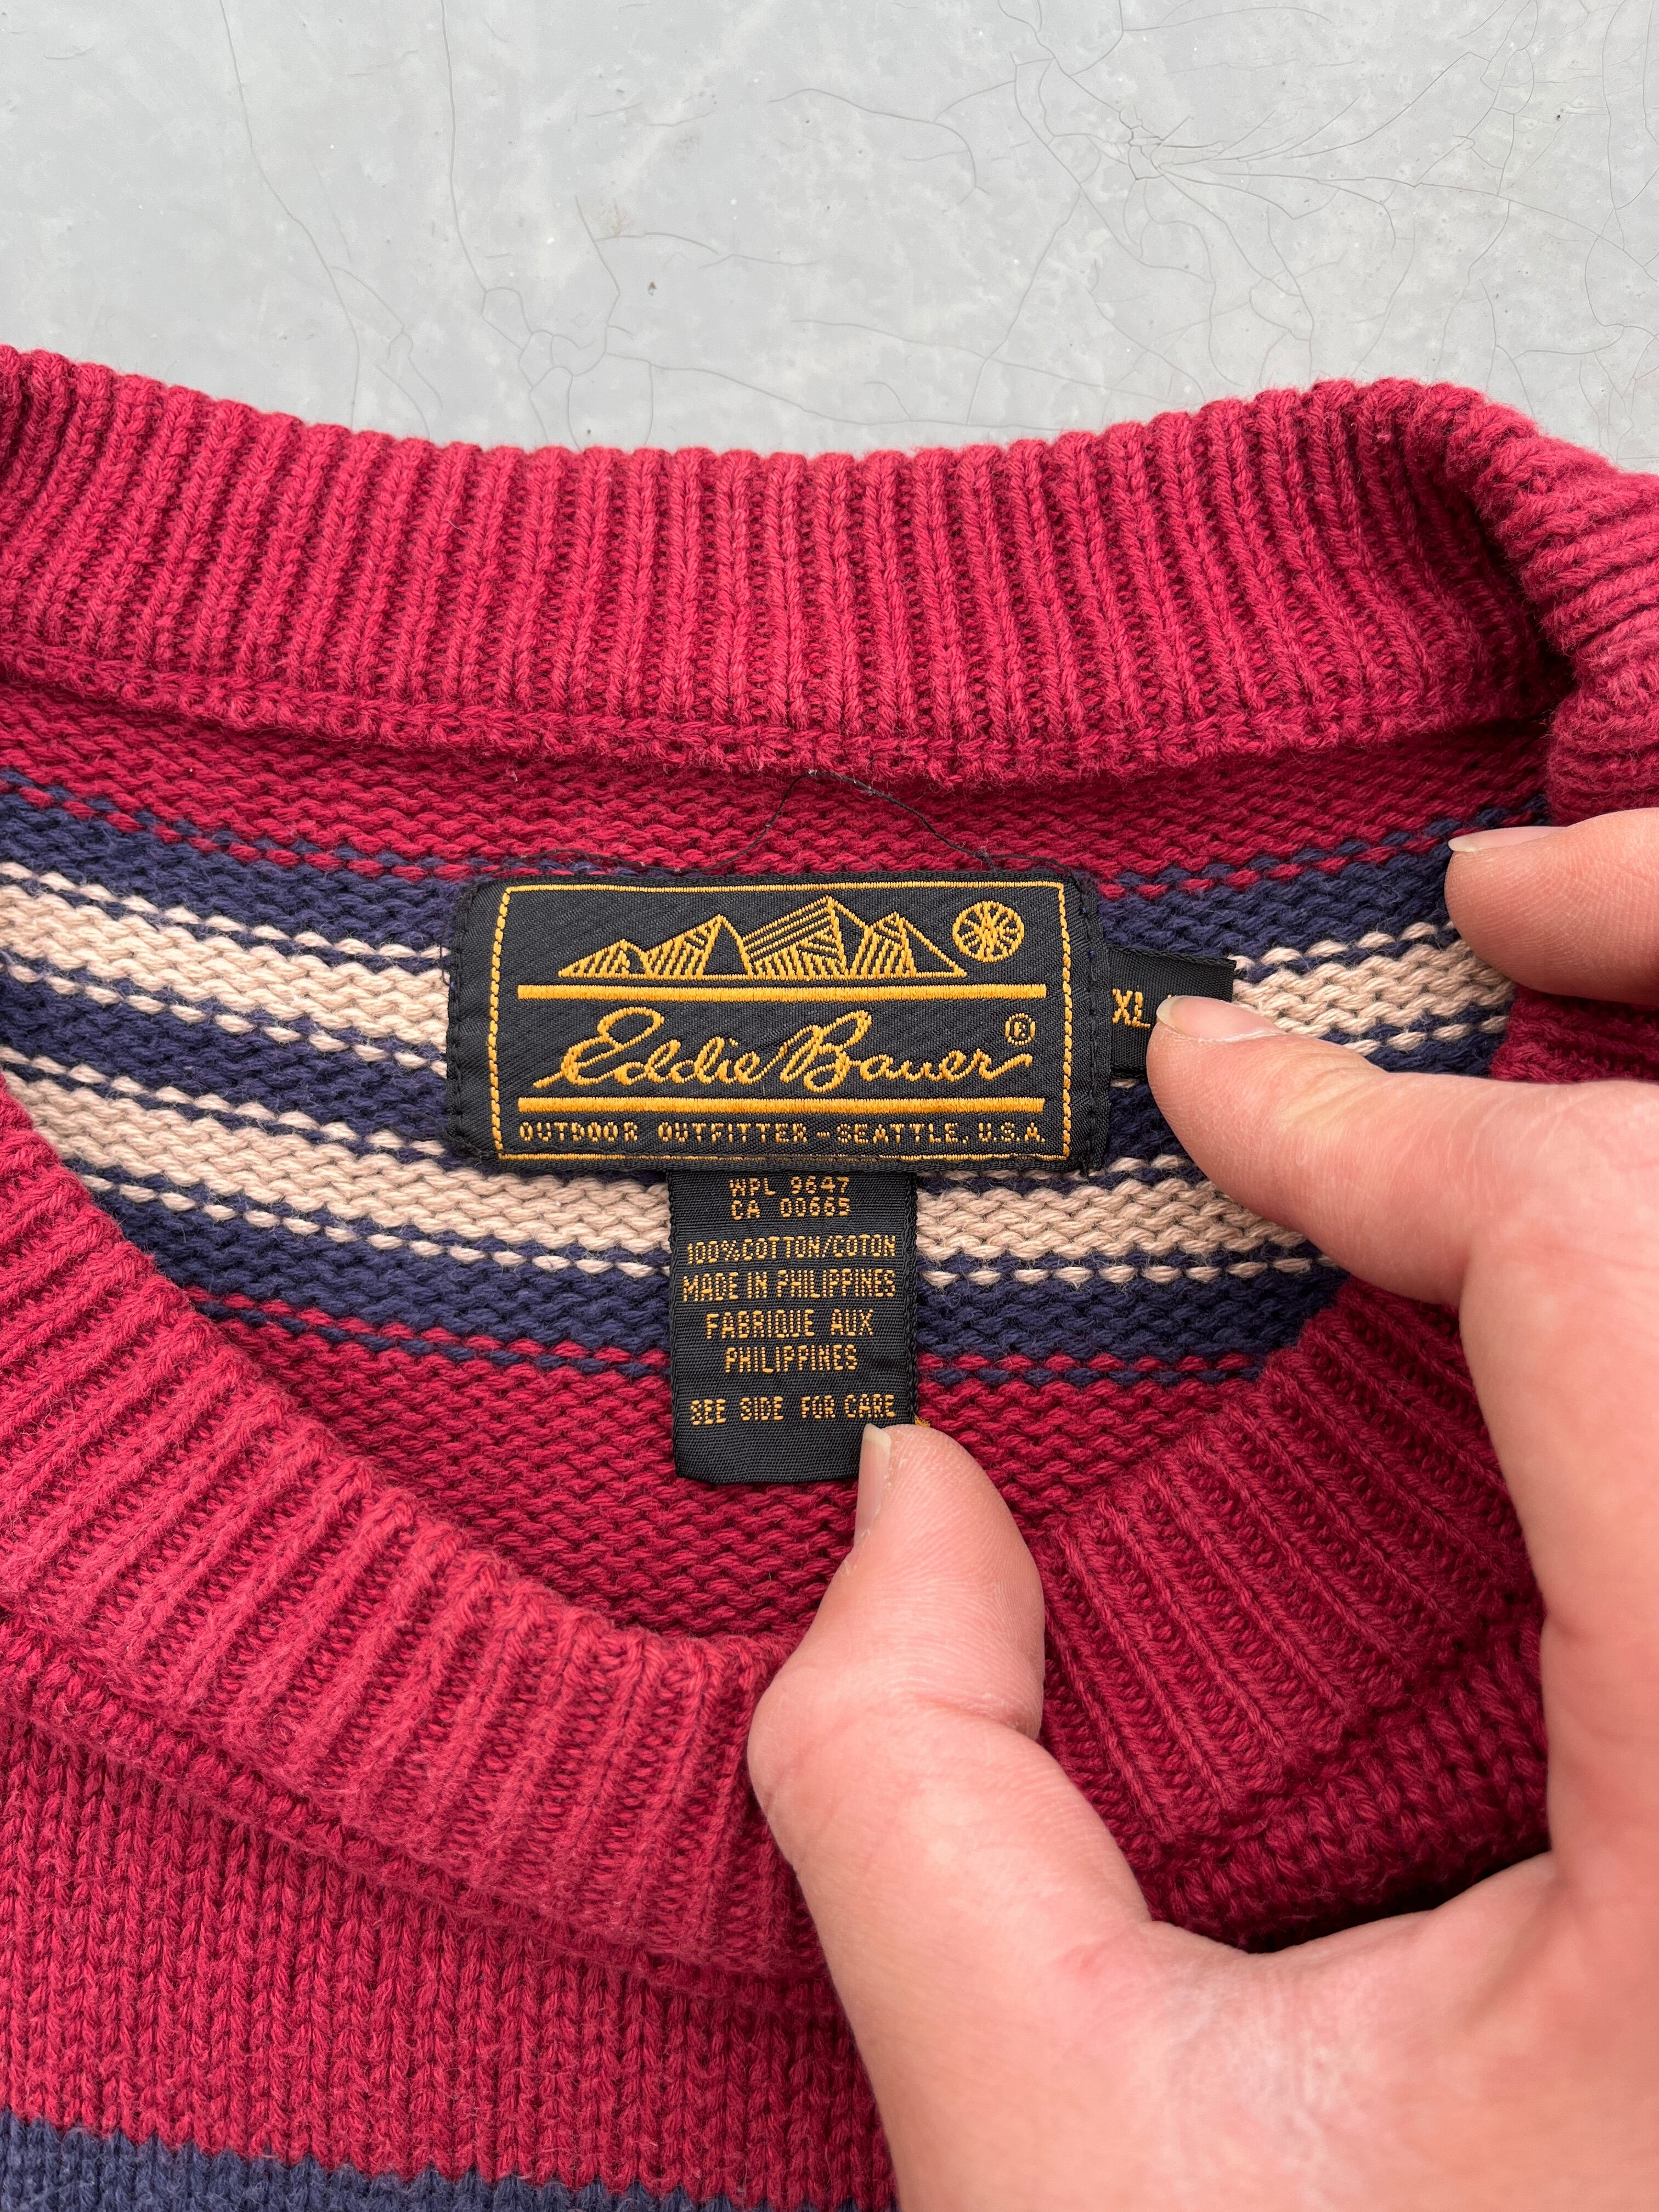 Eddie Bauer ®
XL
OUTDOOR OUTFITTER - SEATTLE, U.S.A.
WPL 9647
CA 00665
100% COTTON/COTON
MADE IN PHILIPPINES
FABRIQUE AUX
PHILIPPINES
SEE SIDE FOR CARE